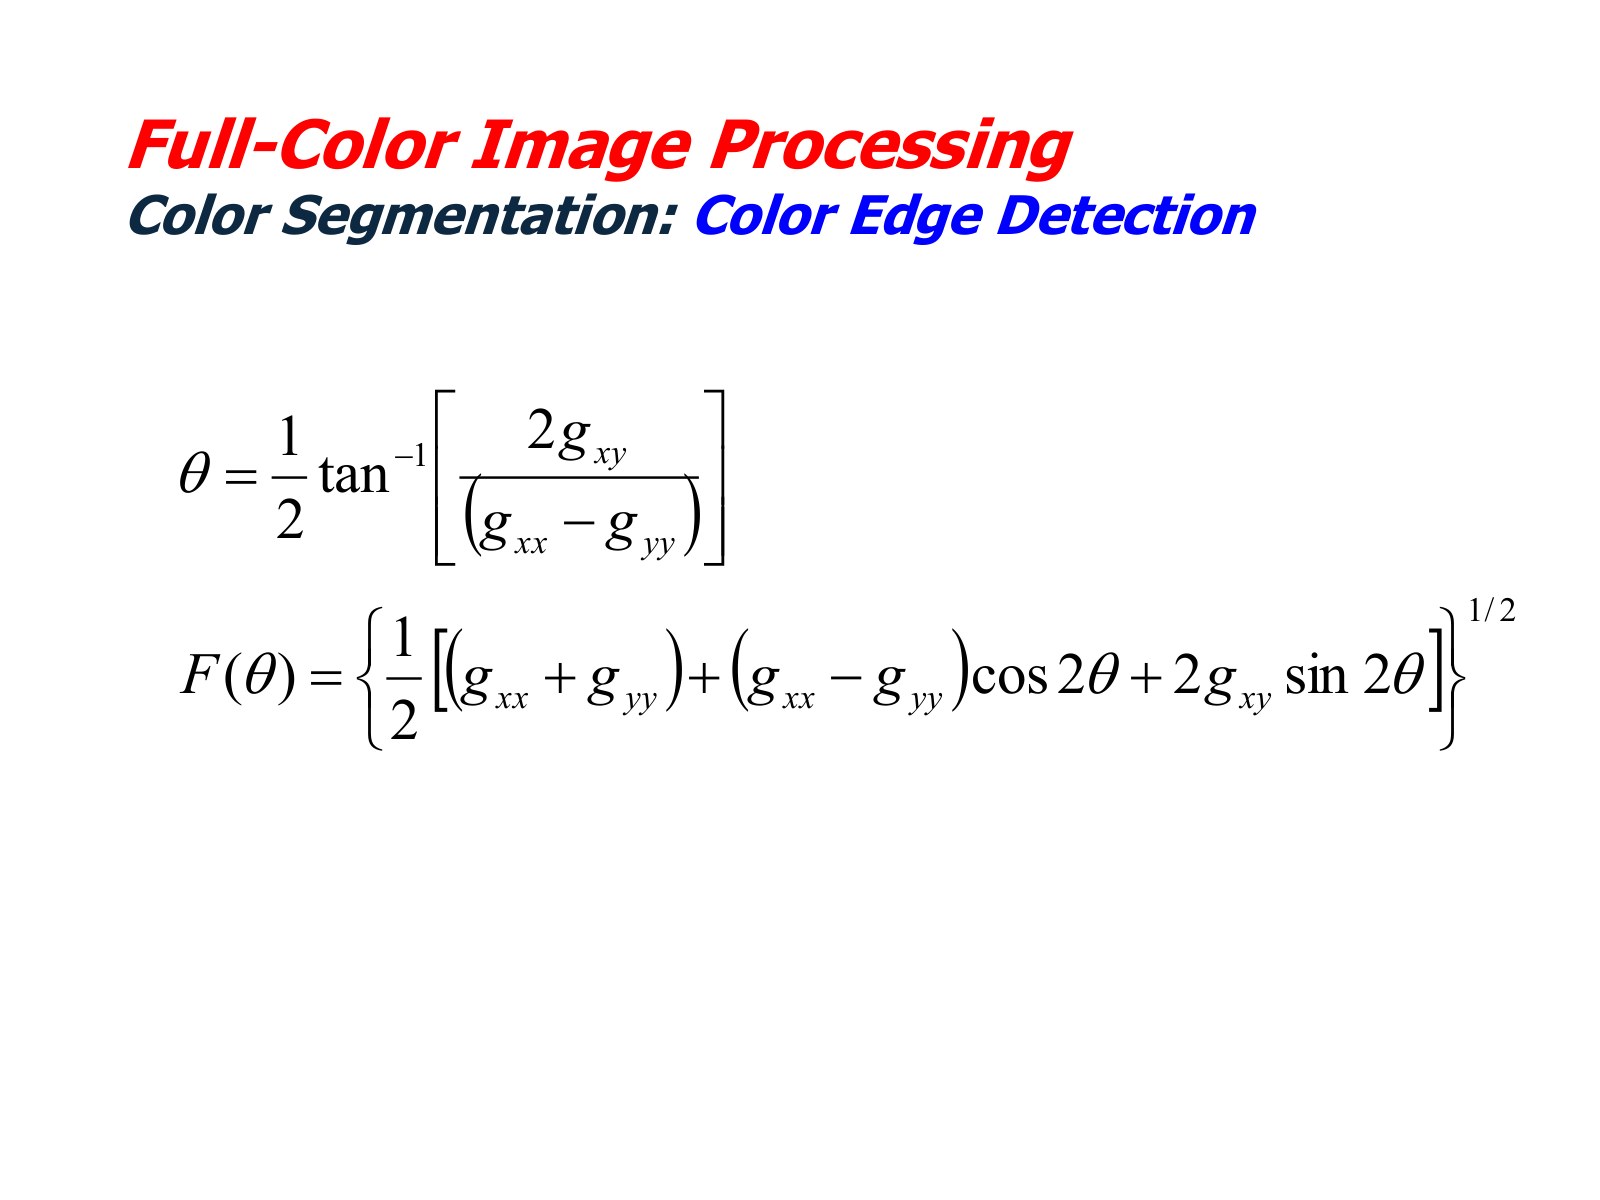 Full-Color Image Processing
Color Segmentation: Color Edge Detection
θ = 1/2 tan⁻¹[2g_xy / (g_xx − g_yy)]
F(θ) = {1/2 [(g_xx + g_yy) + (g_xx − g_yy) cos 2θ + 2g_xy sin 2θ]}^1/2